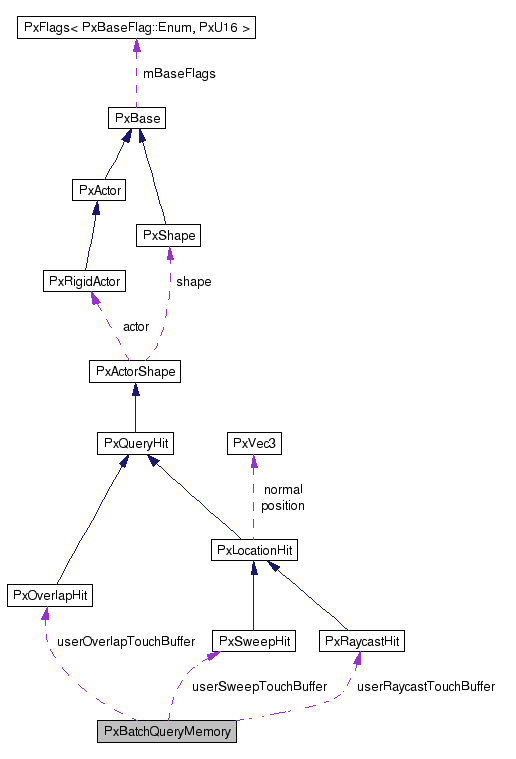 PxFlags< PxBaseFlag::Enum, PxU16 >
mBaseFlags
PxBase
PxActor
PxShape
PxRigidActor
shape
actor
PxActorShape
PxQueryHit
PxVec3
normal
position
PxLocationHit
PxOverlapHit
userOverlapTouchBuffer
PxSweepHit
PxRaycastHit
userSweepTouchBuffer
userRaycastTouchBuffer
PxBatchQueryMemory